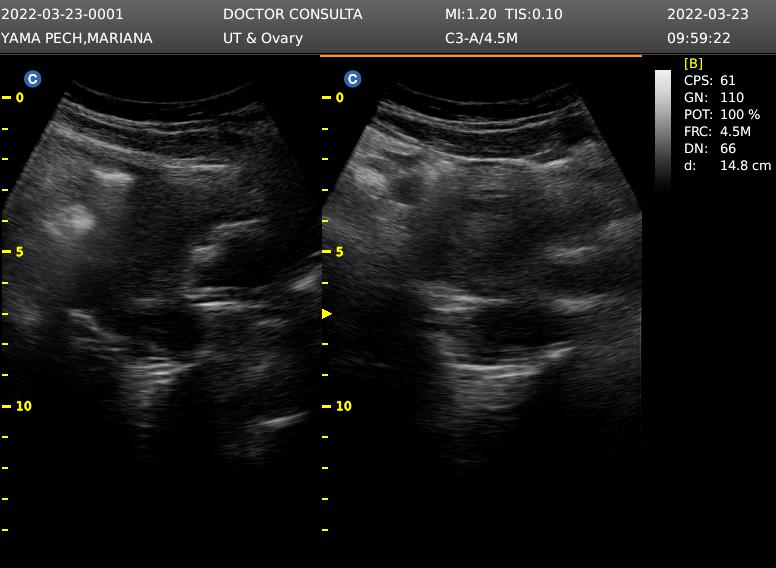 2022-03-23-0001 DOCTOR CONSULTA MI:1.20 TIS:0.10 2022-03-23
YAMA PECH,MARIANA UT & Ovary C3-A/4.5M 09:59:22
C C [B]
0 0 CPS: 61
GN: 110
POT: 100 %
FRC: 4.5M
DN: 66
d: 14.8 cm
5 5
10 10